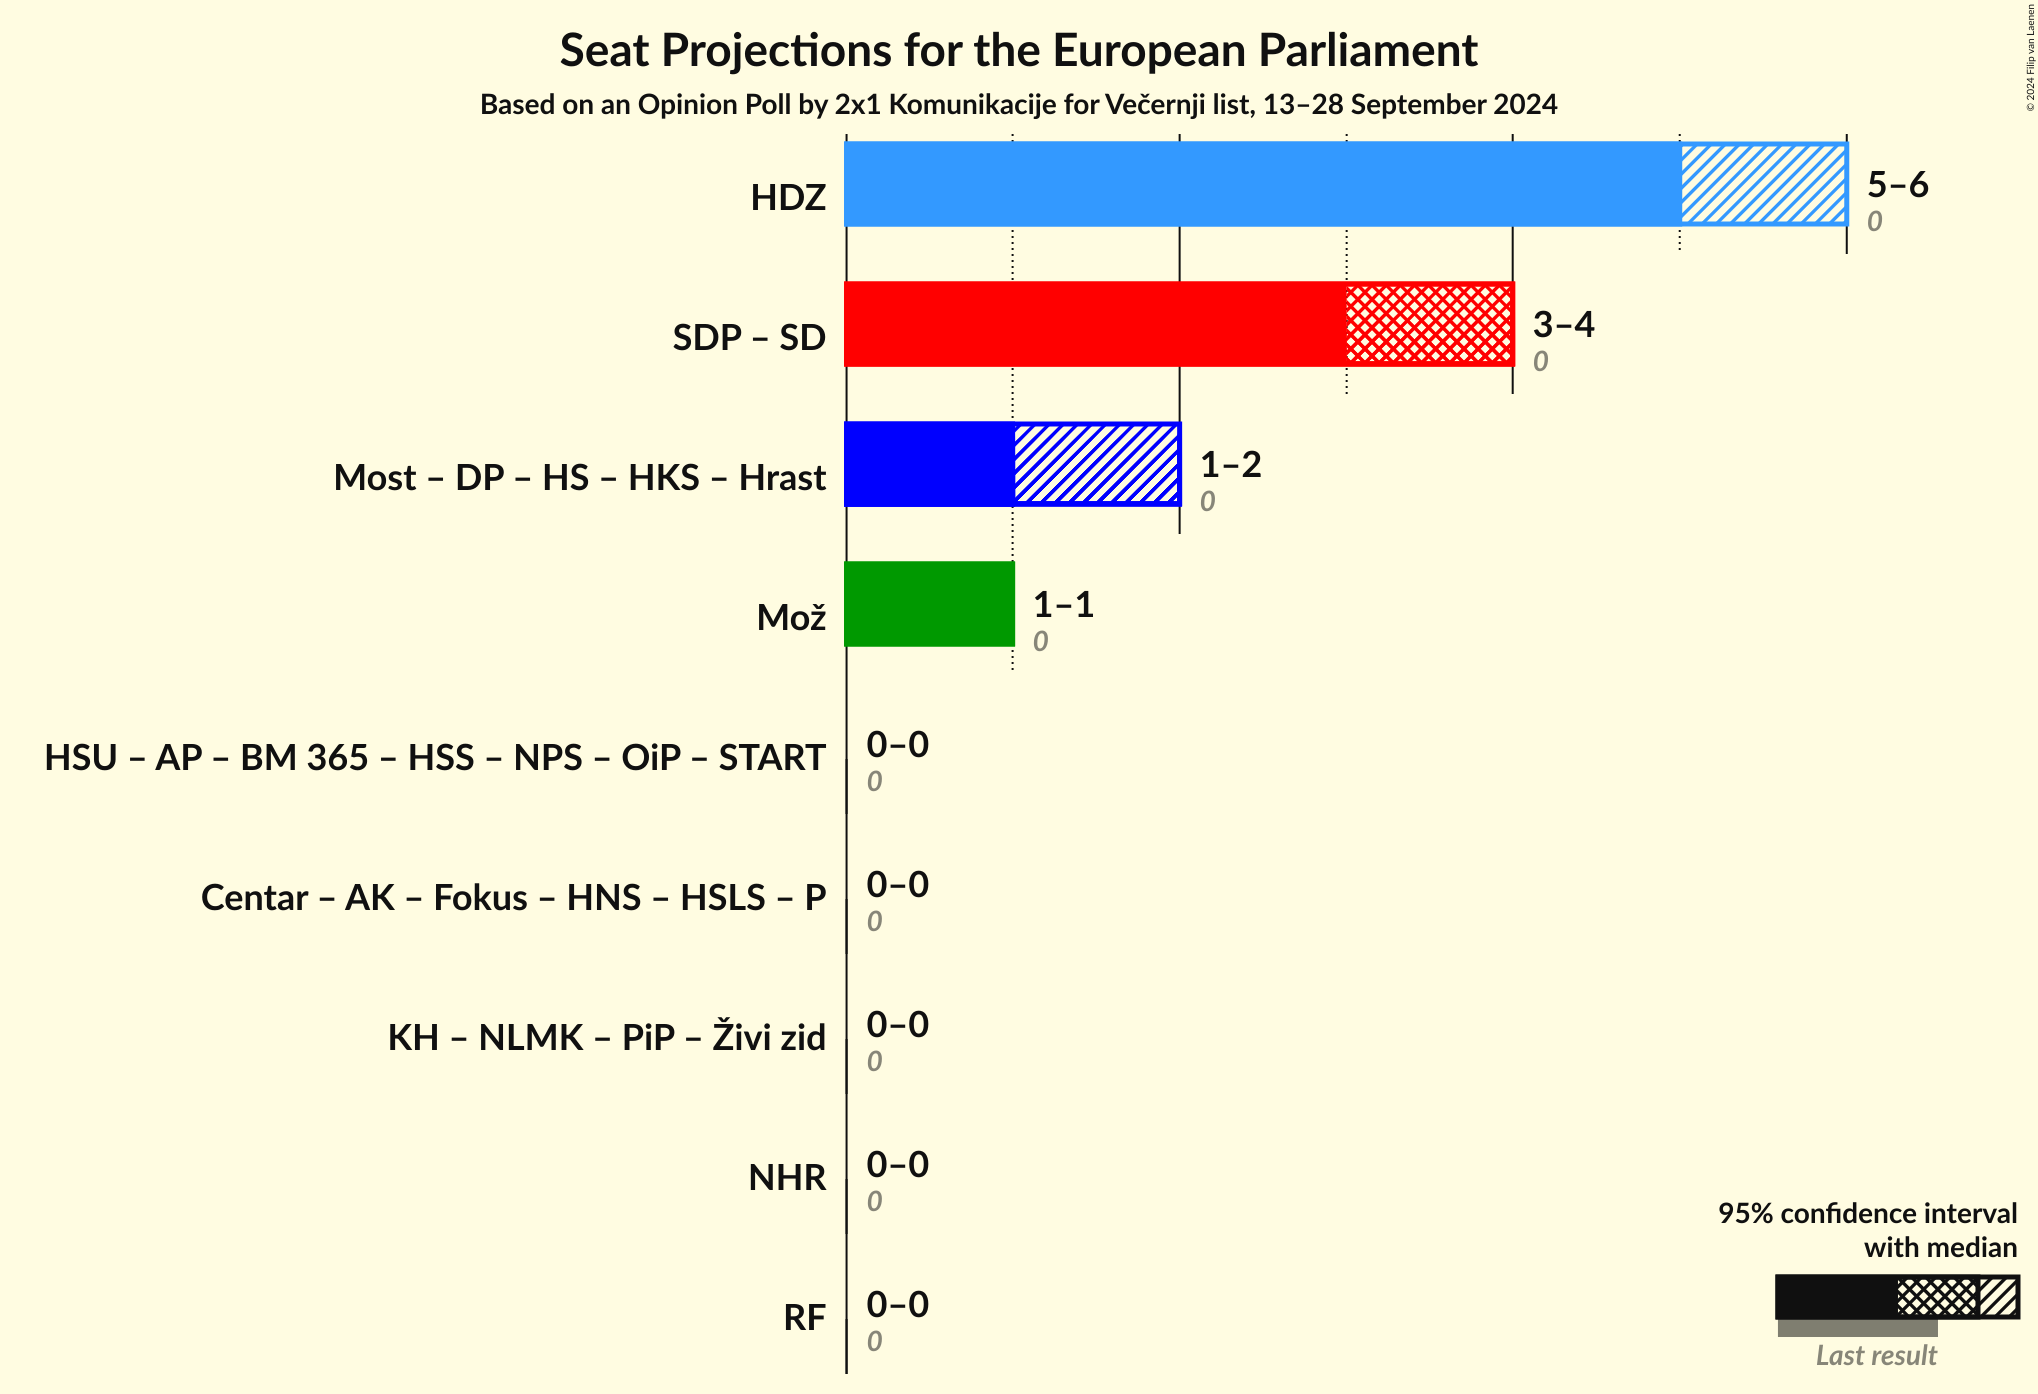 Seat Projections for the European Parliament
Based on an Opinion Poll by 2x1 Komunikacije for Večernji list, 13–28 September 2024
© 2024 Filip van Laenen
HDZ
5–6
0
SDP – SD
3–4
0
Most – DP – HS – HKS – Hrast
1–2
0
Mož
1–1
0
HSU – AP – BM 365 – HSS – NPS – OiP – START
0–0
0
Centar – AK – Fokus – HNS – HSLS – P
0–0
0
KH – NLMK – PiP – Živi zid
0–0
0
NHR
0–0
0
RF
0–0
0
95% confidence interval
with median
Last result